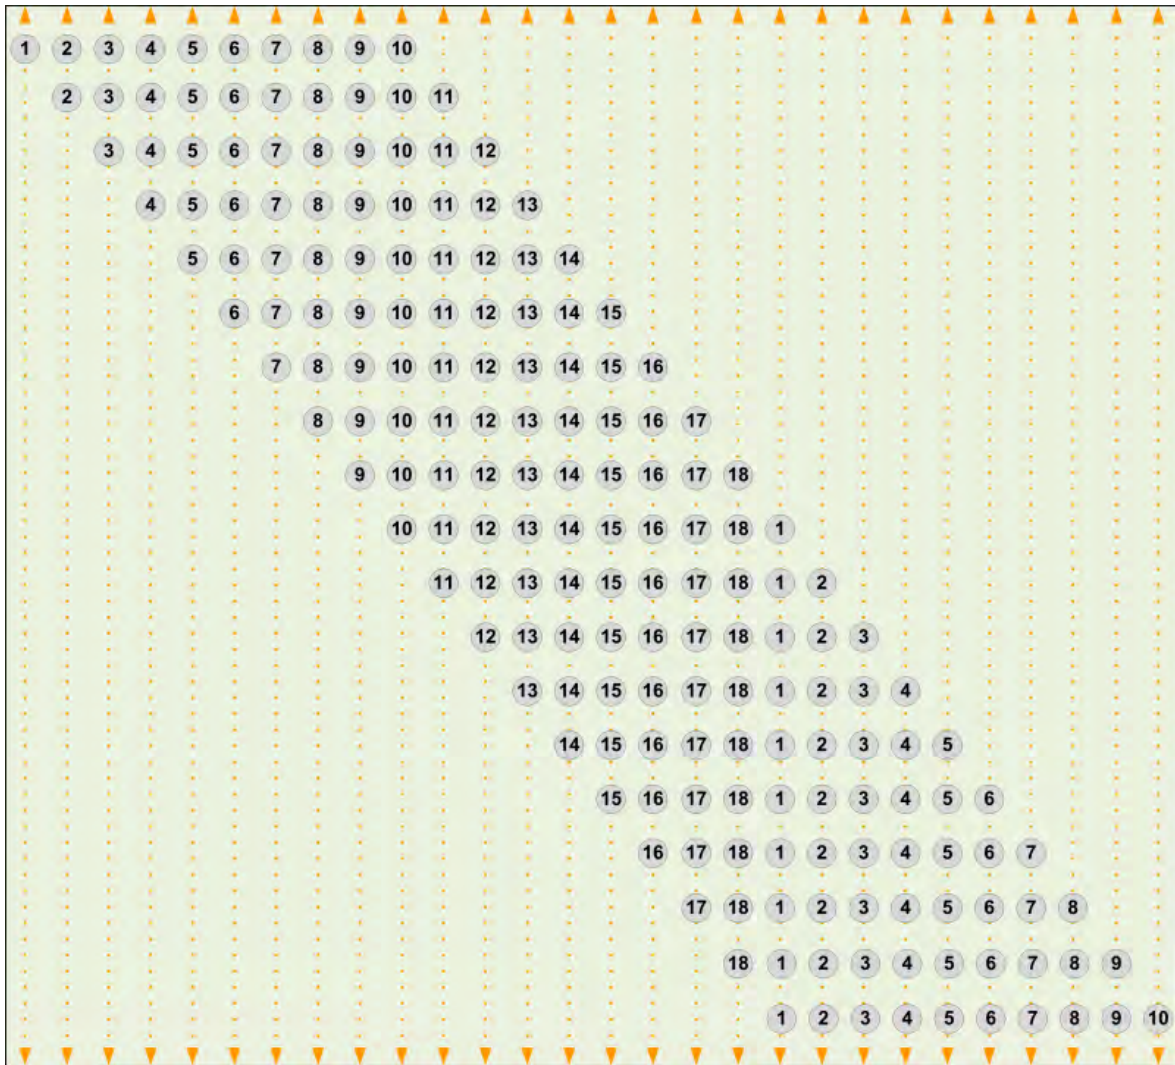 1 2 3 4 5 6 7 8 9 10
2 3 4 5 6 7 8 9 10 11
3 4 5 6 7 8 9 10 11 12
4 5 6 7 8 9 10 11 12 13
5 6 7 8 9 10 11 12 13 14
6 7 8 9 10 11 12 13 14 15
7 8 9 10 11 12 13 14 15 16
8 9 10 11 12 13 14 15 16 17
9 10 11 12 13 14 15 16 17 18
10 11 12 13 14 15 16 17 18 1
11 12 13 14 15 16 17 18 1 2
12 13 14 15 16 17 18 1 2 3
13 14 15 16 17 18 1 2 3 4
14 15 16 17 18 1 2 3 4 5
15 16 17 18 1 2 3 4 5 6
16 17 18 1 2 3 4 5 6 7
17 18 1 2 3 4 5 6 7 8
18 1 2 3 4 5 6 7 8 9
1 2 3 4 5 6 7 8 9 10